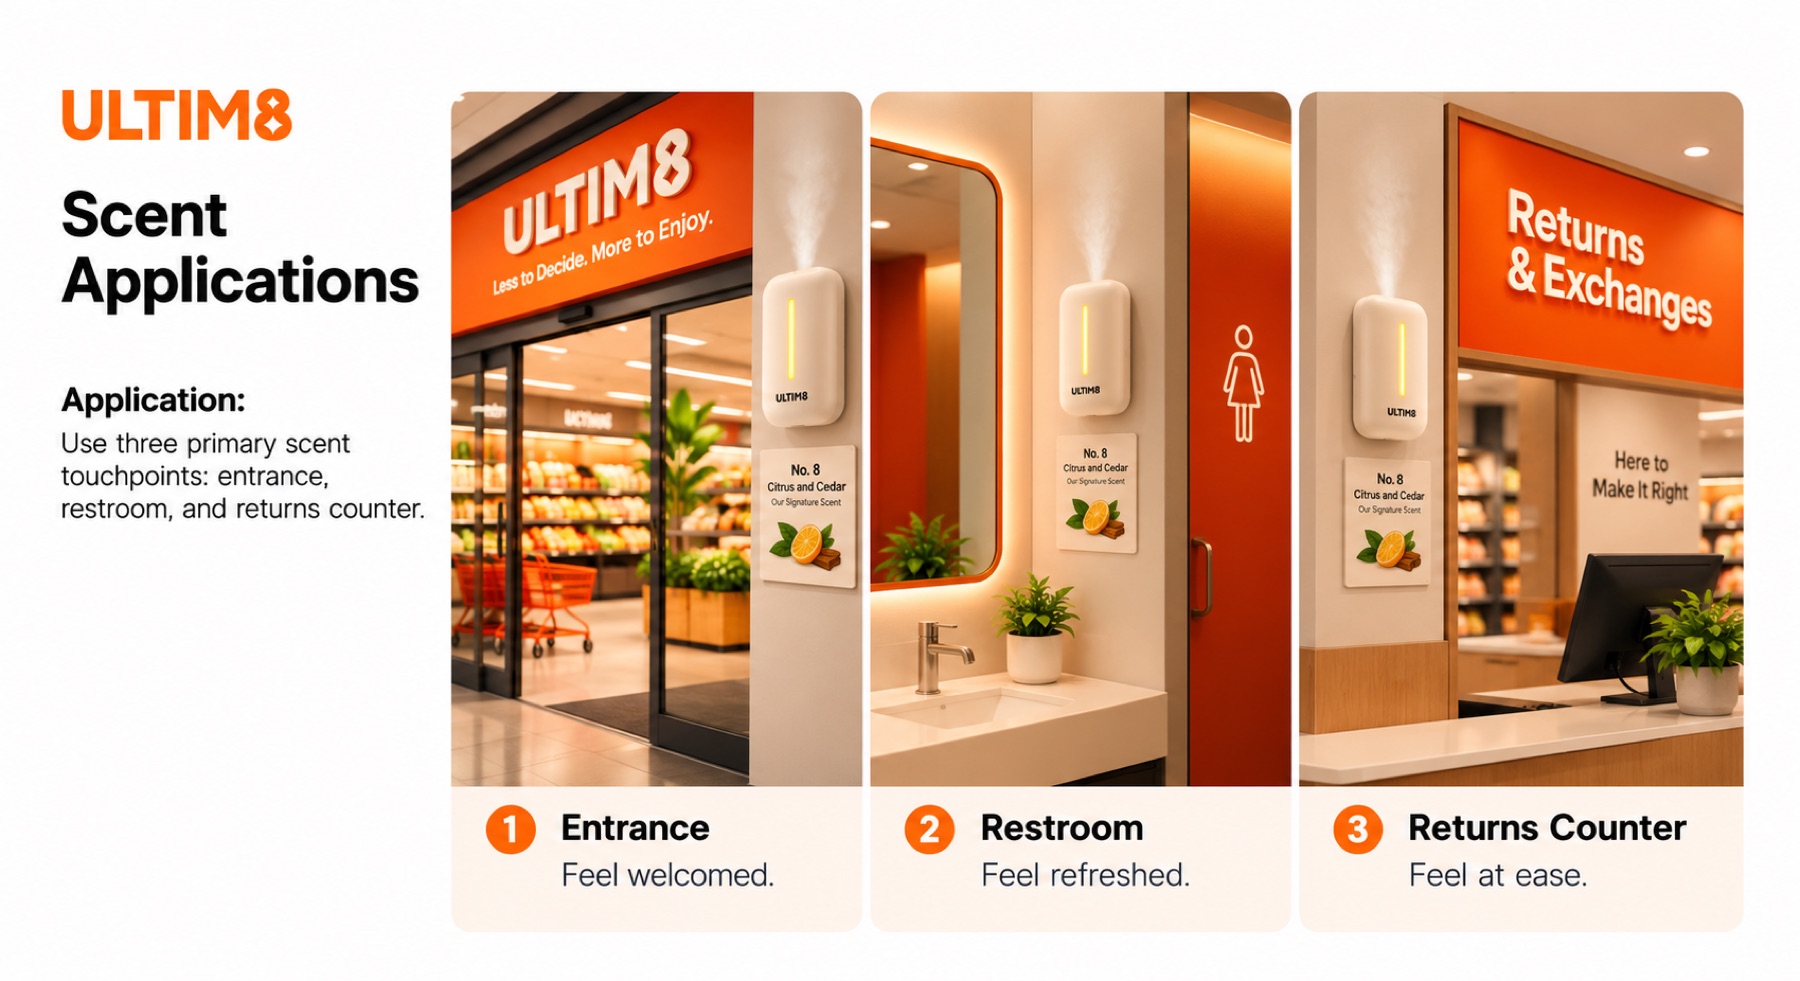 ULTIM8
Scent
Applications
Application:
Use three primary scent
touchpoints: entrance,
restroom, and returns counter.
ULTIM8
Less to Decide. More to Enjoy.
ULTIM8
No. 8
Citrus and Cedar
Our Signature Scent
1
Entrance
Feel welcomed.
ULTIM8
No. 8
Citrus and Cedar
Our Signature Scent
2
Restroom
Feel refreshed.
Returns
& Exchanges
ULTIM8
No. 8
Citrus and Cedar
Our Signature Scent
Here to
Make It Right
3
Returns Counter
Feel at ease.